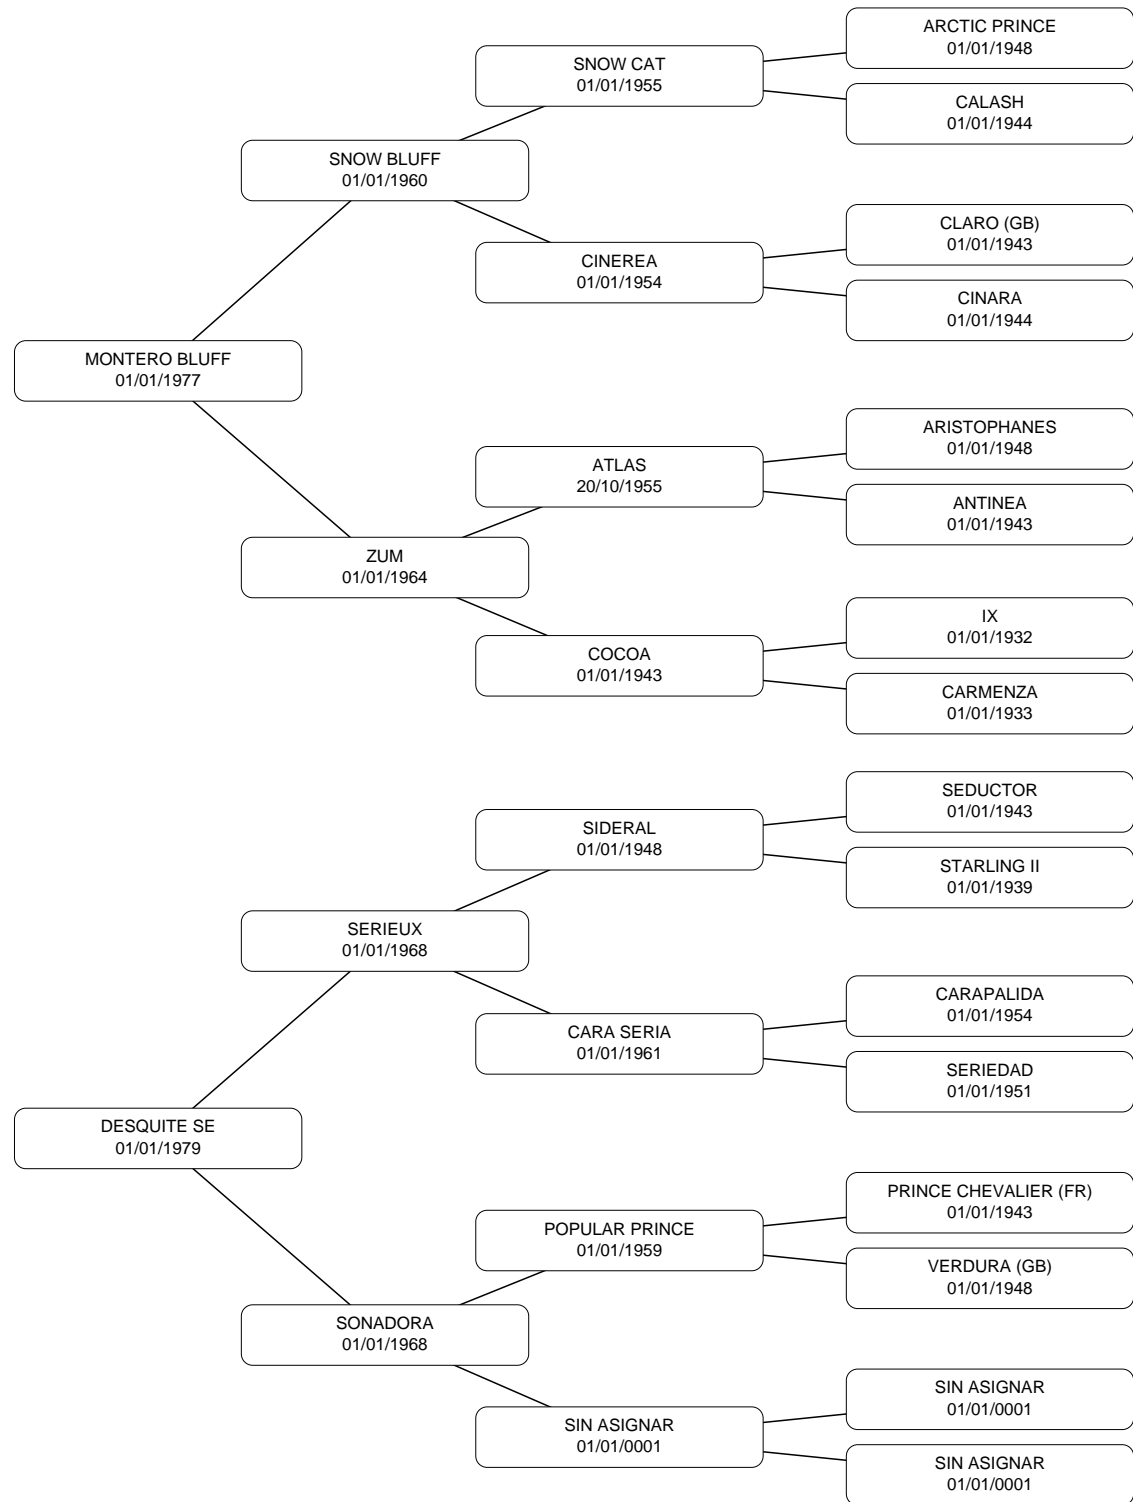 ARCTIC PRINCE
01/01/1948
SNOW CAT
01/01/1955
CALASH
01/01/1944
SNOW BLUFF
01/01/1960
CLARO (GB)
01/01/1943
CINEREA
01/01/1954
CINARA
01/01/1944
MONTERO BLUFF
01/01/1977
ARISTOPHANES
01/01/1948
ATLAS
20/10/1955
ANTINEA
01/01/1943
ZUM
01/01/1964
IX
01/01/1932
COCOA
01/01/1943
CARMENZA
01/01/1933
SEDUCTOR
01/01/1943
SIDERAL
01/01/1948
STARLING II
01/01/1939
SERIEUX
01/01/1968
CARAPALIDA
01/01/1954
CARA SERIA
01/01/1961
SERIEDAD
01/01/1951
DESQUITE SE
01/01/1979
PRINCE CHEVALIER (FR)
01/01/1943
POPULAR PRINCE
01/01/1959
VERDURA (GB)
01/01/1948
SONADORA
01/01/1968
SIN ASIGNAR
01/01/0001
SIN ASIGNAR
01/01/0001
SIN ASIGNAR
01/01/0001